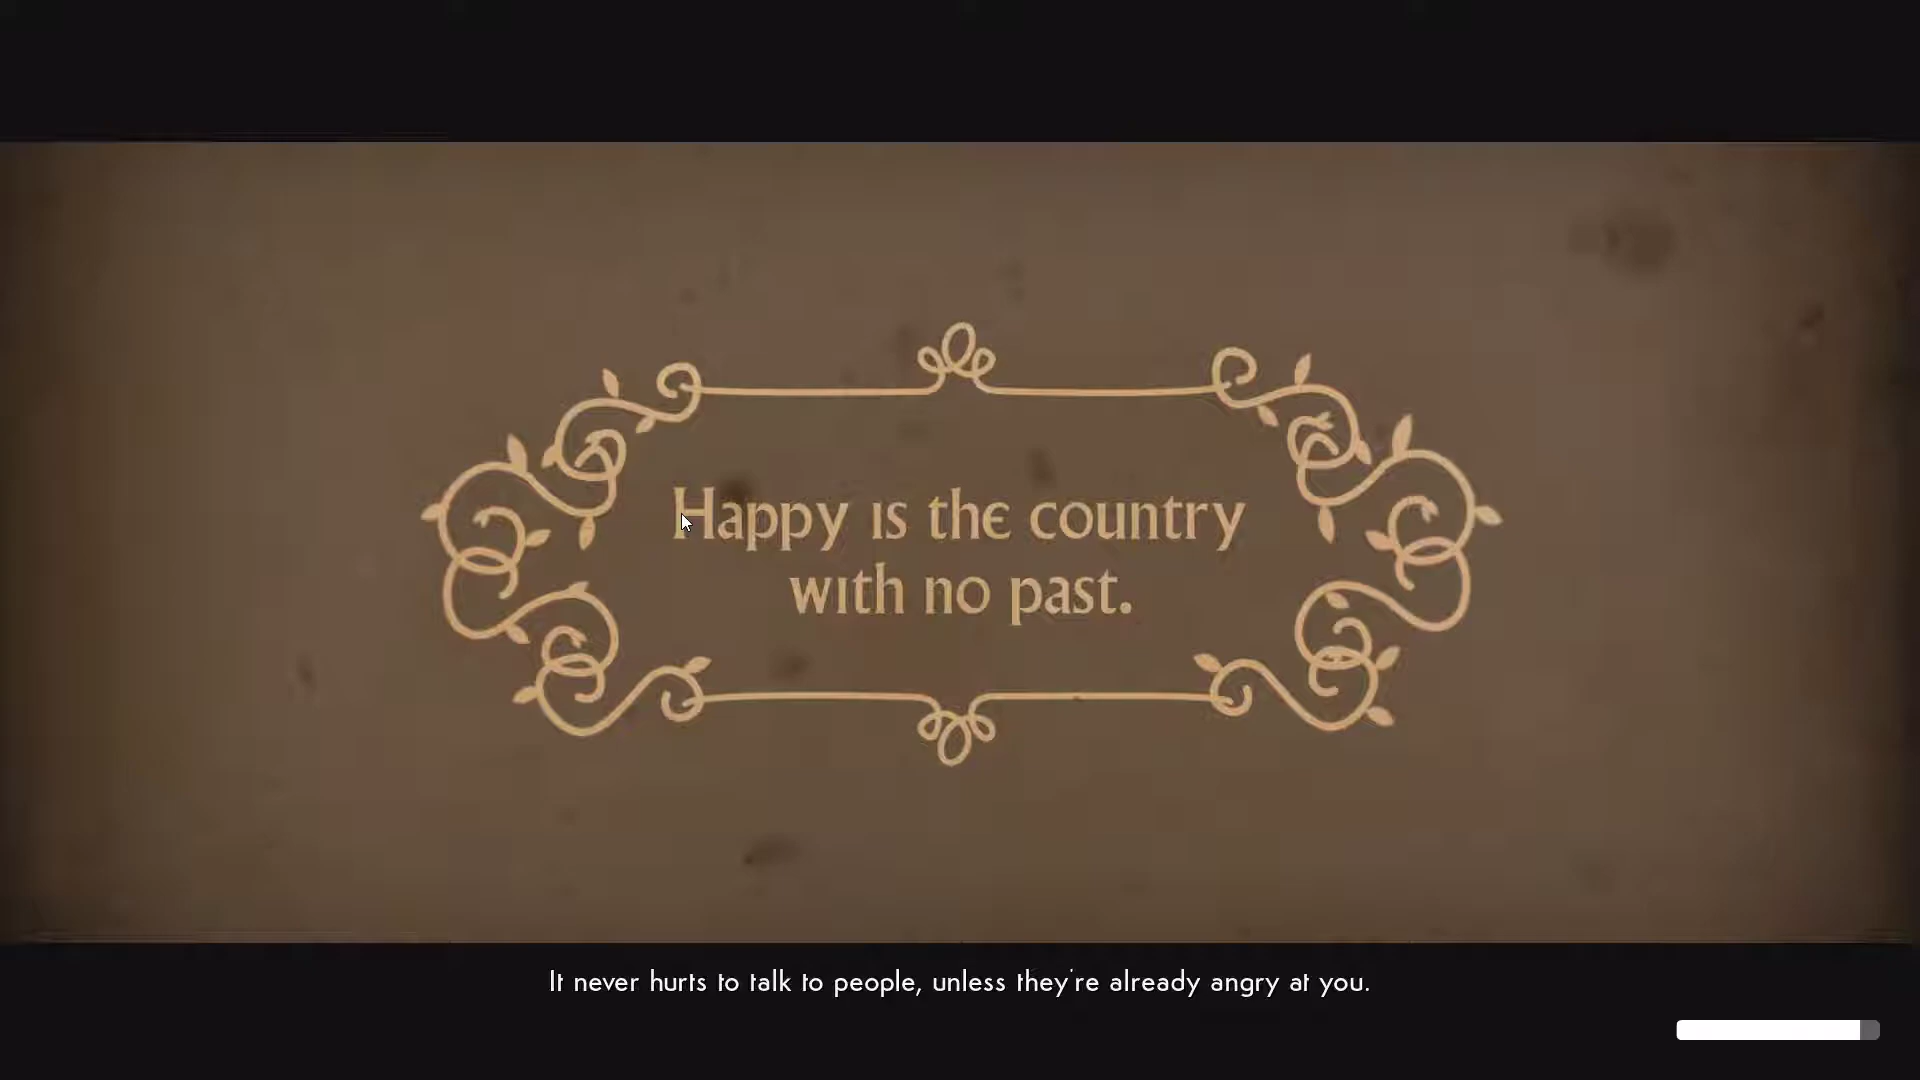 Happy is the country
with no past.
It never hurts to talk to people, unless they're already angry at you.